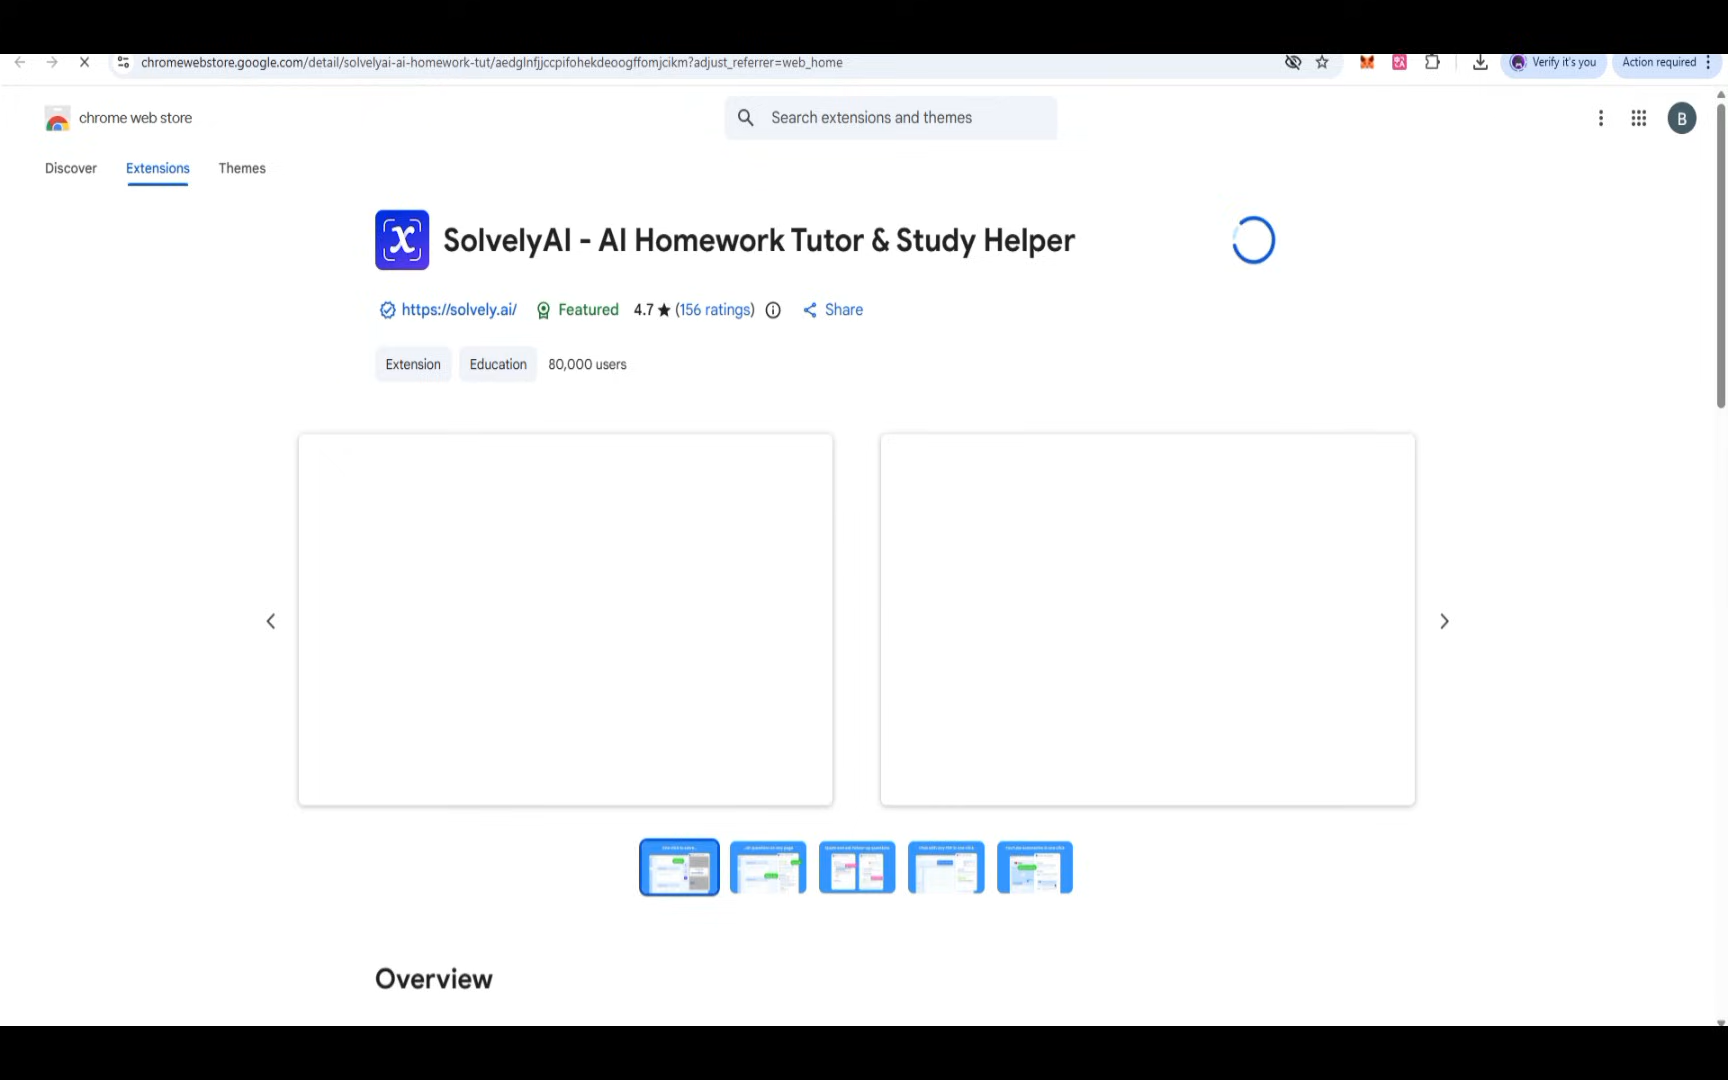 chromewebstore.google.com/detail/solvelyai-ai-homework-tut/aedglnfjjccpifohekdeoogffomjcikm?adjust_referrer=web_home
Verify it's you
Action required
chrome web store
Search extensions and themes
B
Discover
Extensions
Themes
SolvelyAI - AI Homework Tutor & Study Helper
https://solvely.ai/
Featured
4.7 ★ (156 ratings)
Share
Extension
Education
80,000 users
Overview